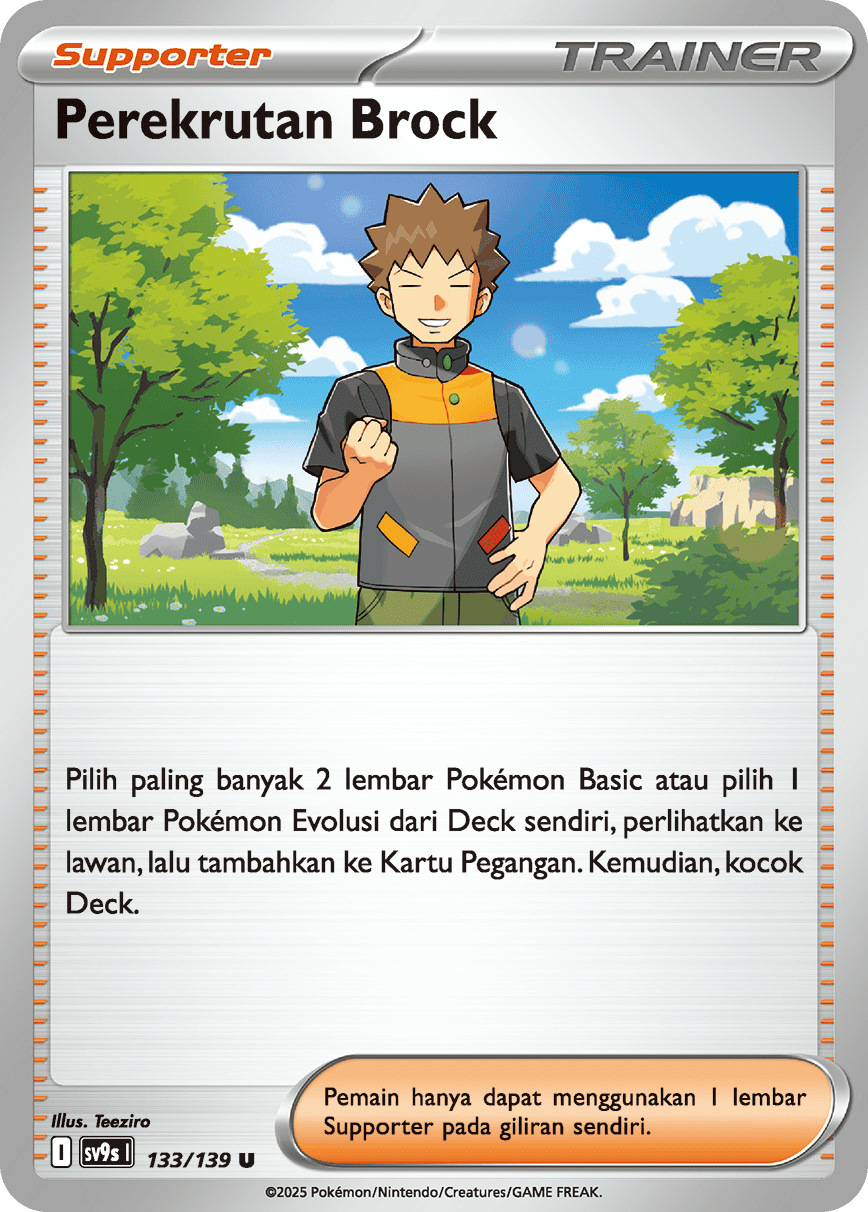 Supporter
TRAINER
Perekrutan Brock
Pilih paling banyak 2 lembar Pokémon Basic atau pilih 1
lembar Pokémon Evolusi dari Deck sendiri, perlihatkan ke
lawan, lalu tambahkan ke Kartu Pegangan. Kemudian, kocok
Deck.
Pemain hanya dapat menggunakan 1 lembar
Supporter pada giliran sendiri.
Illus. Teeziro
I sv9s I 133/139 U
©2025 Pokémon/Nintendo/Creatures/GAME FREAK.